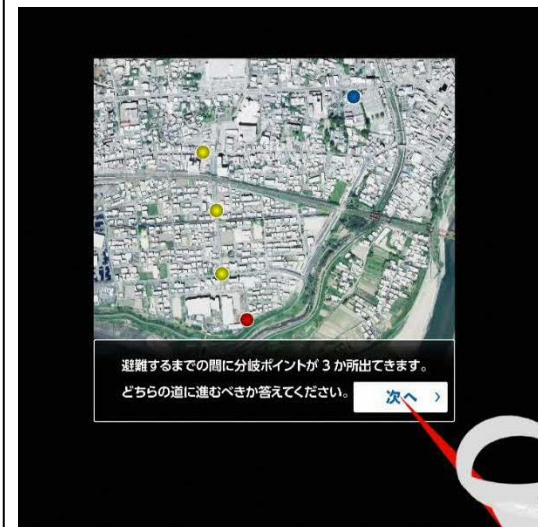 避難するまでの間に分岐ポイントが 3 か所出てきます。
どちらの道に進むべきか答えてください。
次へ